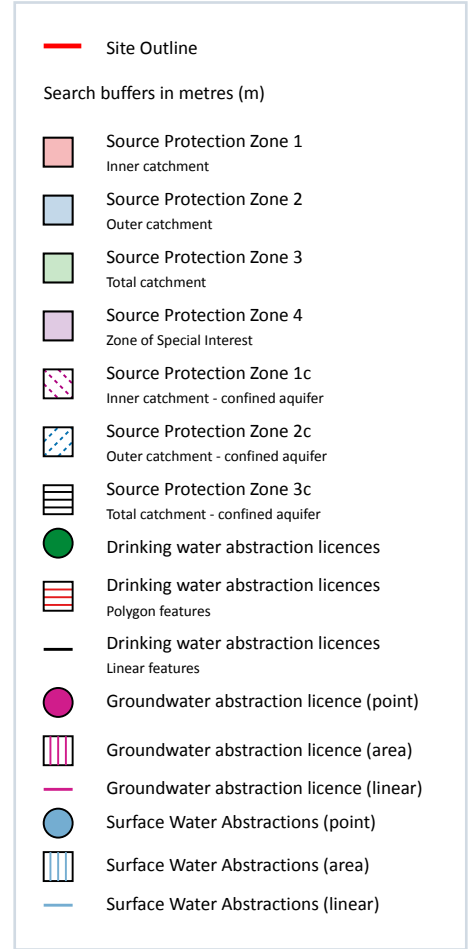 Site Outline
Search buffers in metres (m)
Source Protection Zone 1
Inner catchment
Source Protection Zone 2
Outer catchment
Source Protection Zone 3
Total catchment
Source Protection Zone 4
Zone of Special Interest
Source Protection Zone 1c
Inner catchment - confined aquifer
Source Protection Zone 2c
Outer catchment - confined aquifer
Source Protection Zone 3c
Total catchment - confined aquifer
Drinking water abstraction licences
Drinking water abstraction licences
Polygon features
Drinking water abstraction licences
Linear features
Groundwater abstraction licence (point)
Groundwater abstraction licence (area)
Groundwater abstraction licence (linear)
Surface Water Abstractions (point)
Surface Water Abstractions (area)
Surface Water Abstractions (linear)